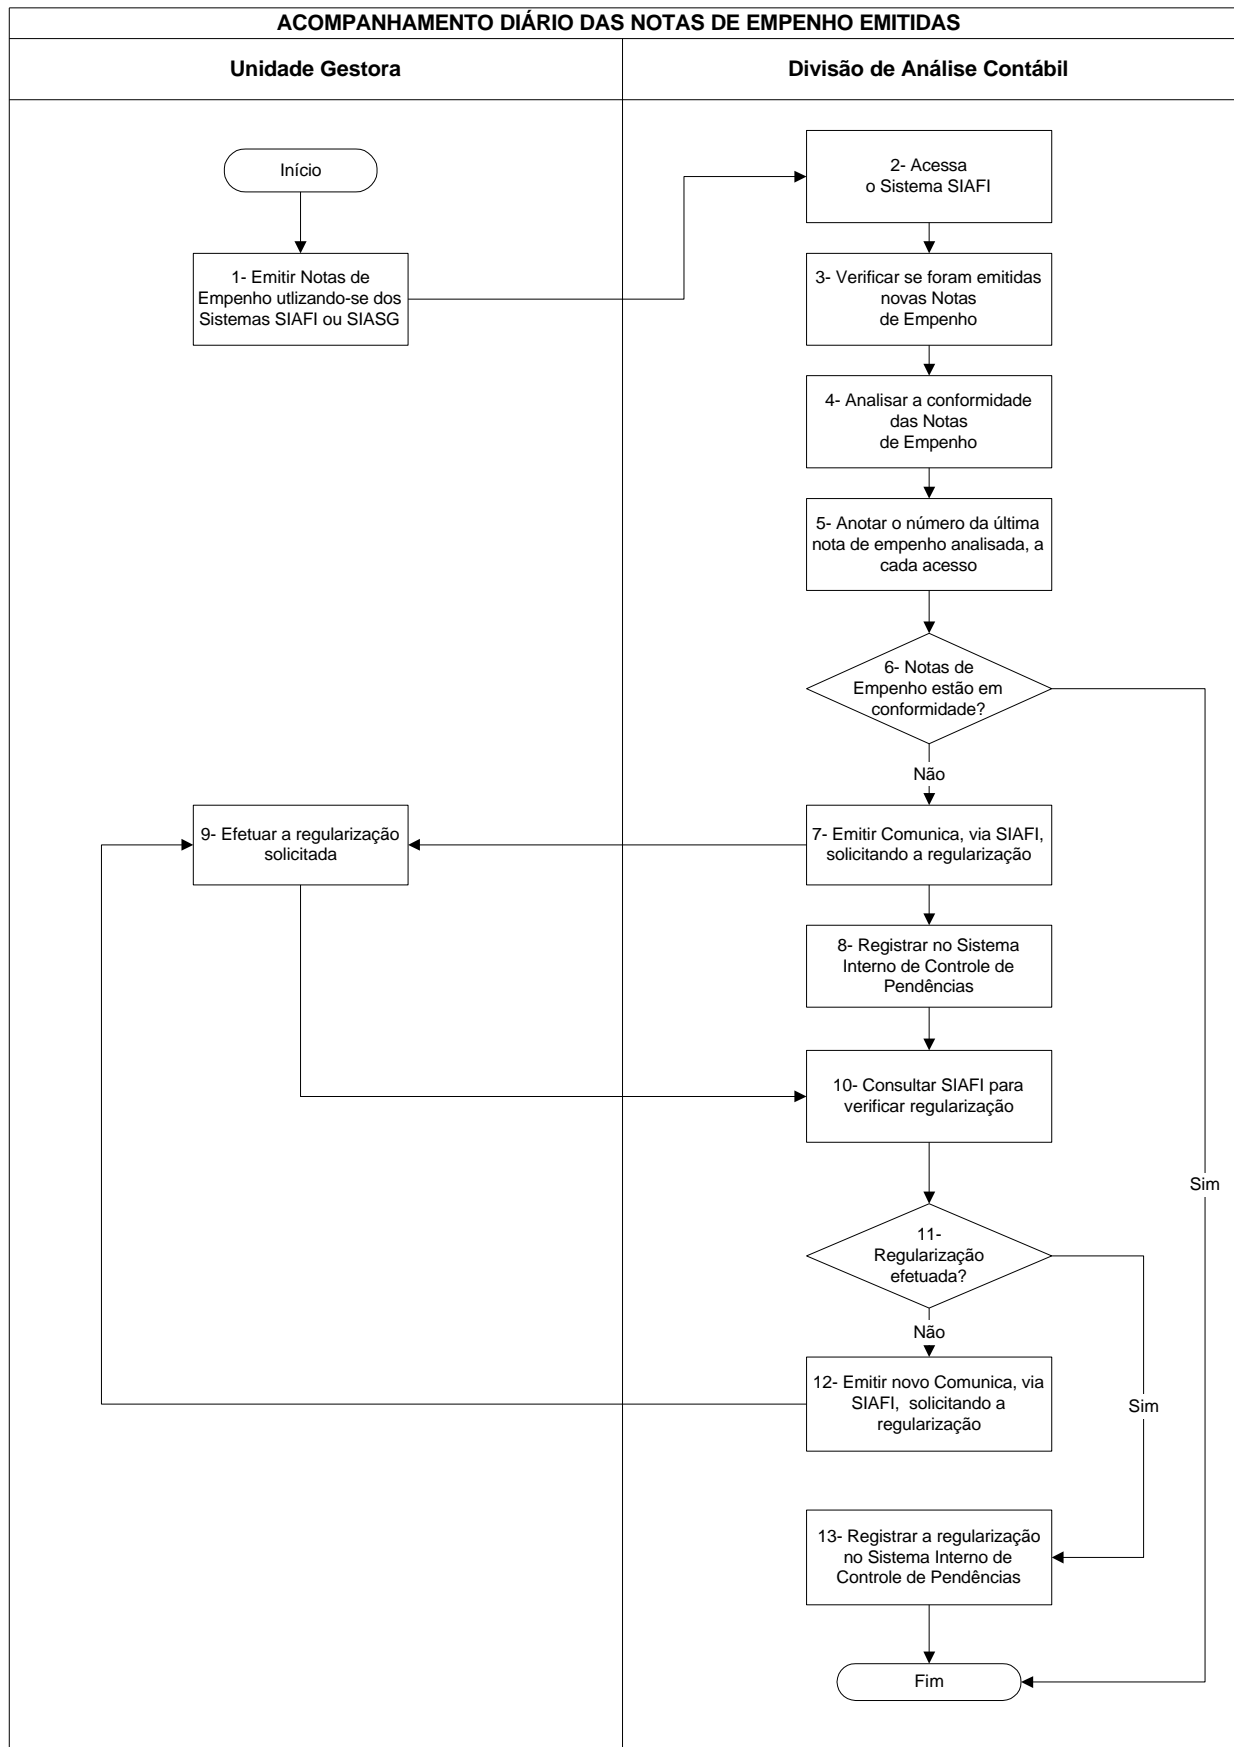 ACOMPANHAMENTO DIÁRIO DAS NOTAS DE EMPENHO EMITIDAS
Unidade Gestora
Divisão de Análise Contábil
Início
2- Acessa
o Sistema SIAFI
1- Emitir Notas de
Empenho utlizando-se dos
Sistemas SIAFI ou SIASG
3- Verificar se foram emitidas
novas Notas
de Empenho
4- Analisar a conformidade
das Notas
de Empenho
5- Anotar o número da última
nota de empenho analisada, a
cada acesso
6- Notas de
Empenho estão em
conformidade?
Não
9- Efetuar a regularização
solicitada
7- Emitir Comunica, via SIAFI,
solicitando a regularização
8- Registrar no Sistema
Interno de Controle de
Pendências
10- Consultar SIAFI para
verificar regularização
Sim
11-
Regularização
efetuada?
Não
12- Emitir novo Comunica, via
SIAFI,  solicitando a
regularização
Sim
13- Registrar a regularização
no Sistema Interno de
Controle de Pendências
Fim